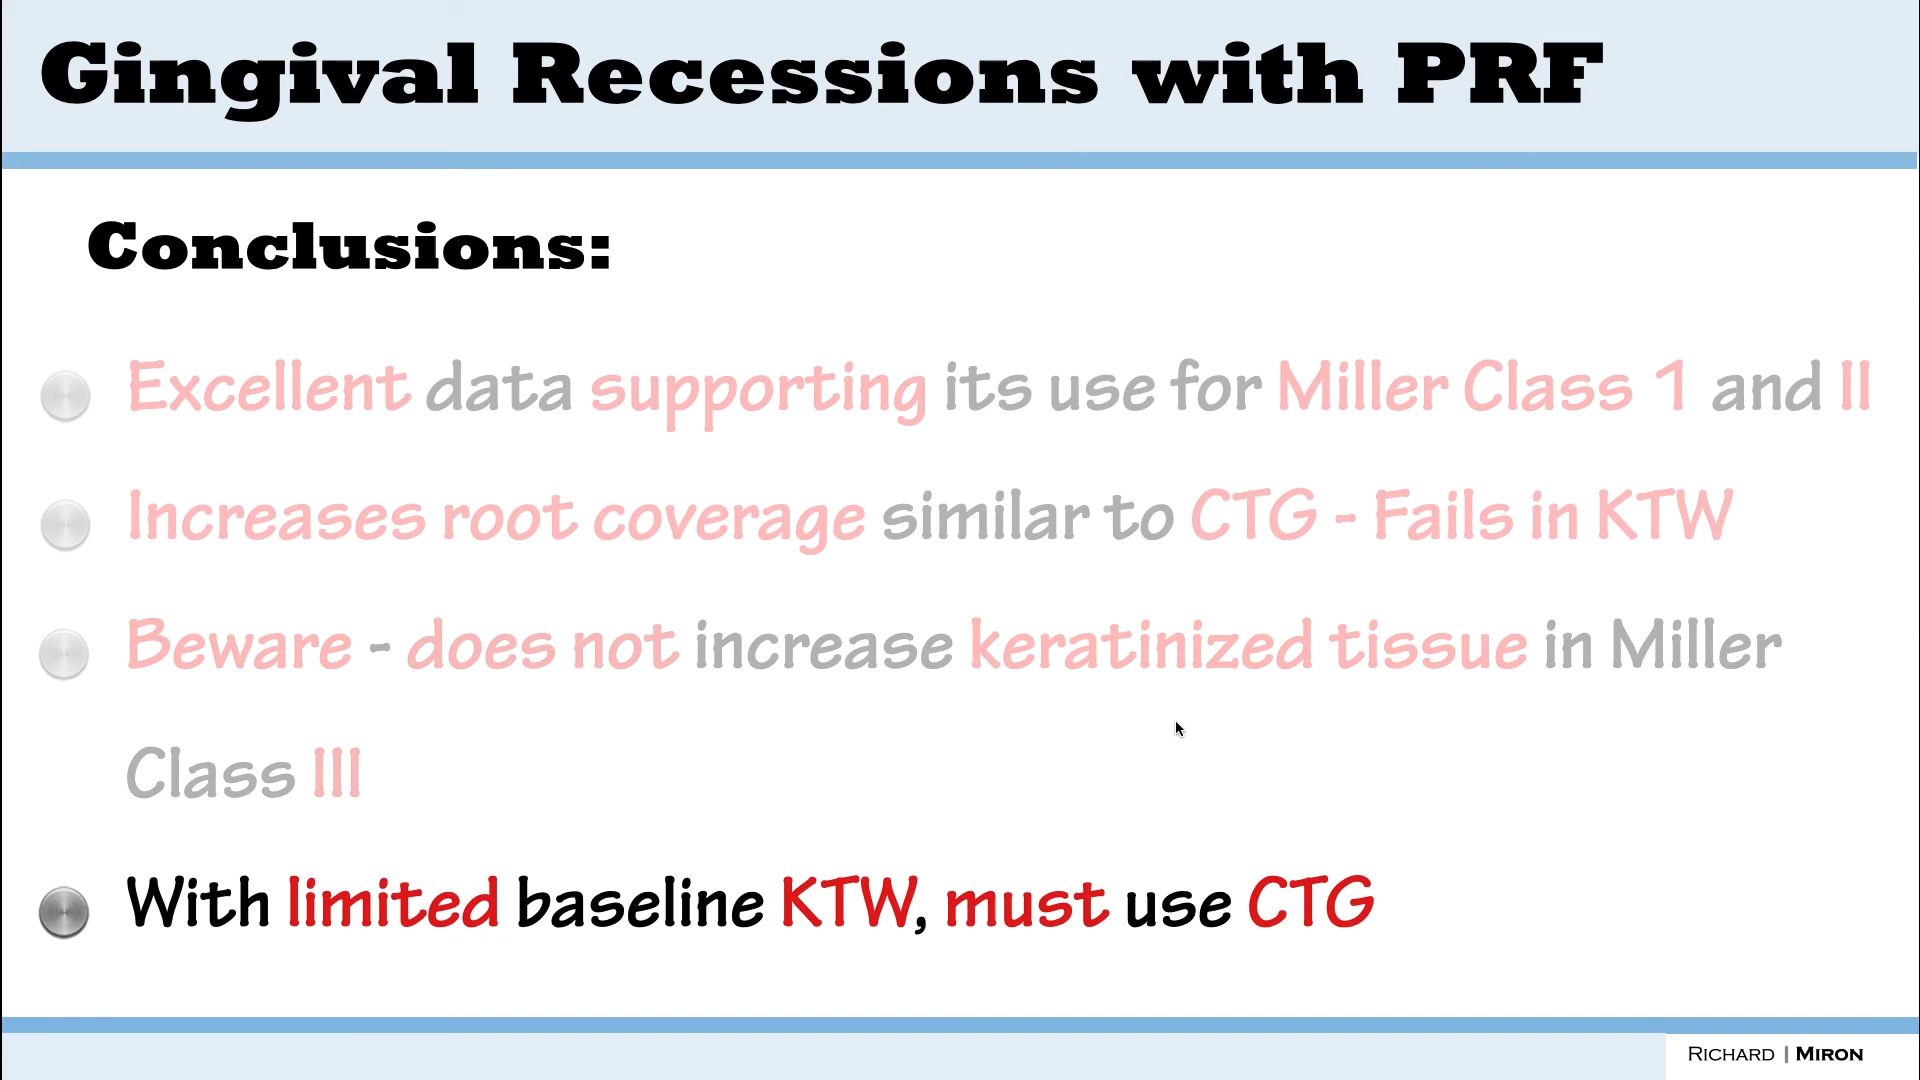 Gingival Recessions with PRF
Conclusions:
Excellent data supporting its use for Miller Class 1 and II
Increases root coverage similar to CTG - Fails in KTW
Beware - does not increase keratinized tissue in Miller
Class III
With limited baseline KTW, must use CTG
RICHARD | MIRON